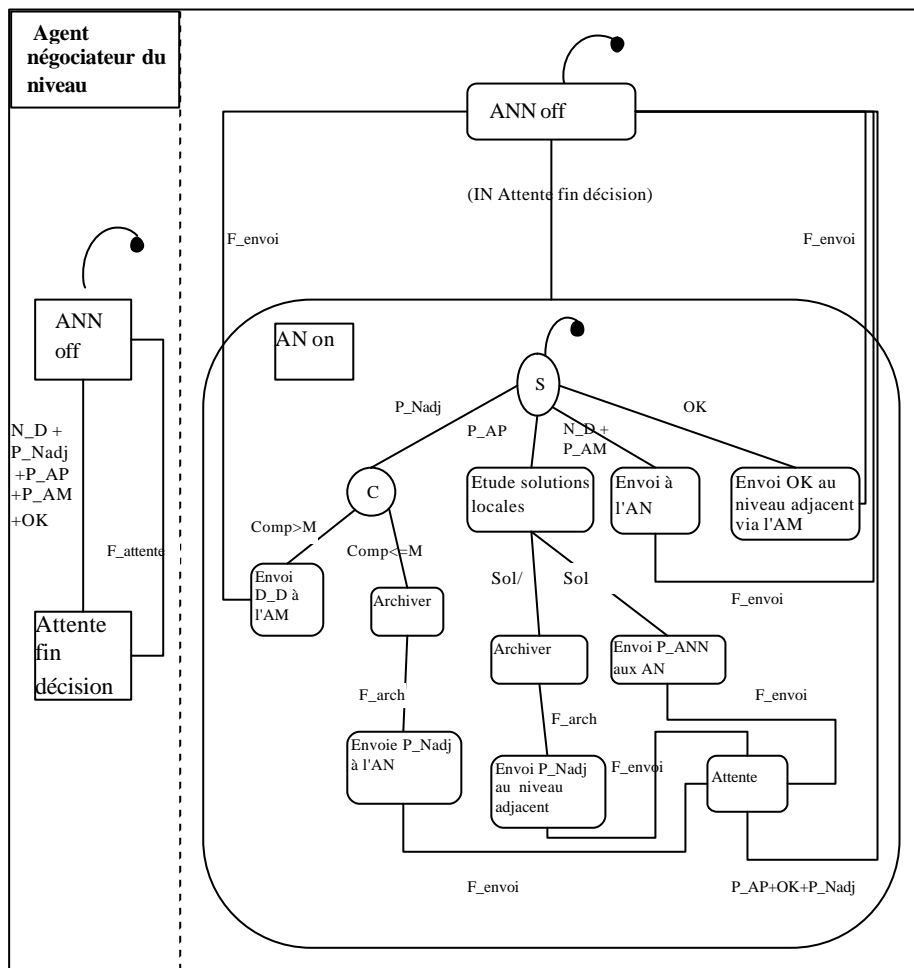 Agent
négociateur du
niveau
ANN off
(IN Attente fin décision)
F_envoi
F_envoi
ANN
off
N_D +
P_Nadj
+P_AP
+P_AM
+OK
F_attente
Attente
fin
décision
AN on
S
P_Nadj
P_AP
N_D +
P_AM
OK
C
Etude solutions
locales
Envoi à
l'AN
Envoi OK au
niveau adjacent
via l'AM
Comp>M
Comp<=M
Envoi
D_D à
l'AM
Archiver
Sol/
Sol
F_envoi
Archiver
Envoi P_ANN
aux AN
F_arch
F_envoi
F_arch
Envoie P_Nadj
à l'AN
Envoi P_Nadj
au niveau
adjacent
F_envoi
Attente
F_envoi
P_AP+OK+P_Nadj